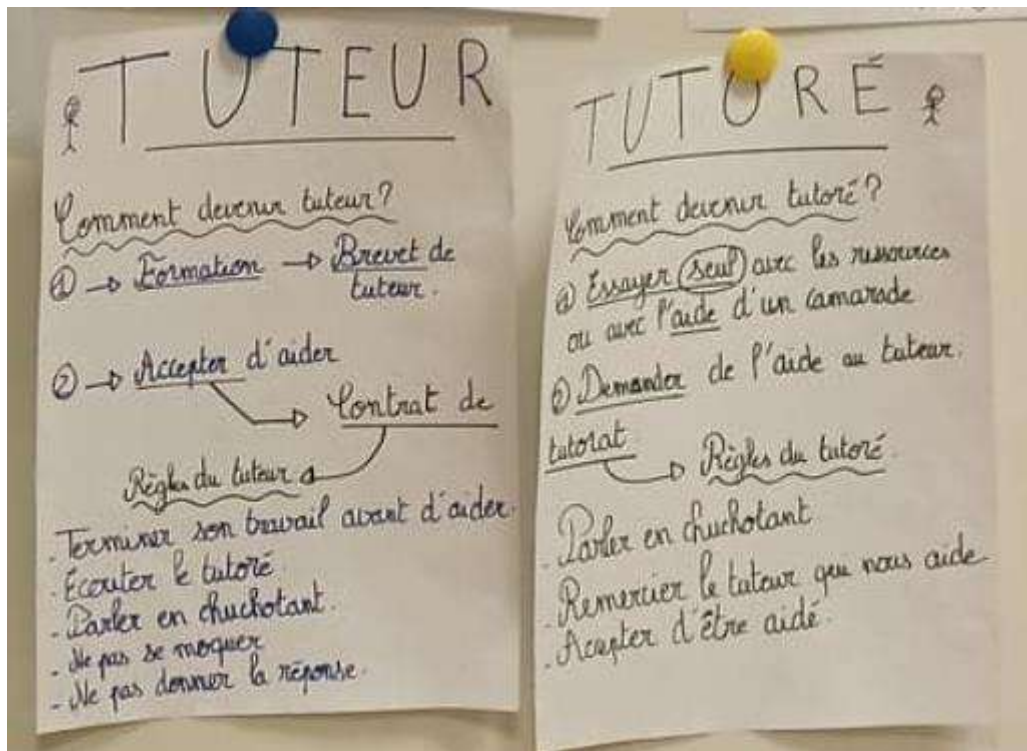 TUTEUR
Comment devenir tuteur?
① → Formation → Brevet de
tuteur.
② → Accepter d'aider
Contrat de
Règles du tuteur
- Terminer son travail avant d'aider.
- Écouter le tutoré
- Parler en chuchotant.
- Ne pas se moquer
- Ne pas donner la réponse.
TUTORÉ
Comment devenir tutoré?
① Essayer seul avec les ressources
ou avec l'aide d'un camarade
② Demander de l'aide au tuteur.
tutorat
Règles du tutoré.
- Parler en chuchotant
- Remercier le tuteur qui nous aide
- Accepter d'être aidé.